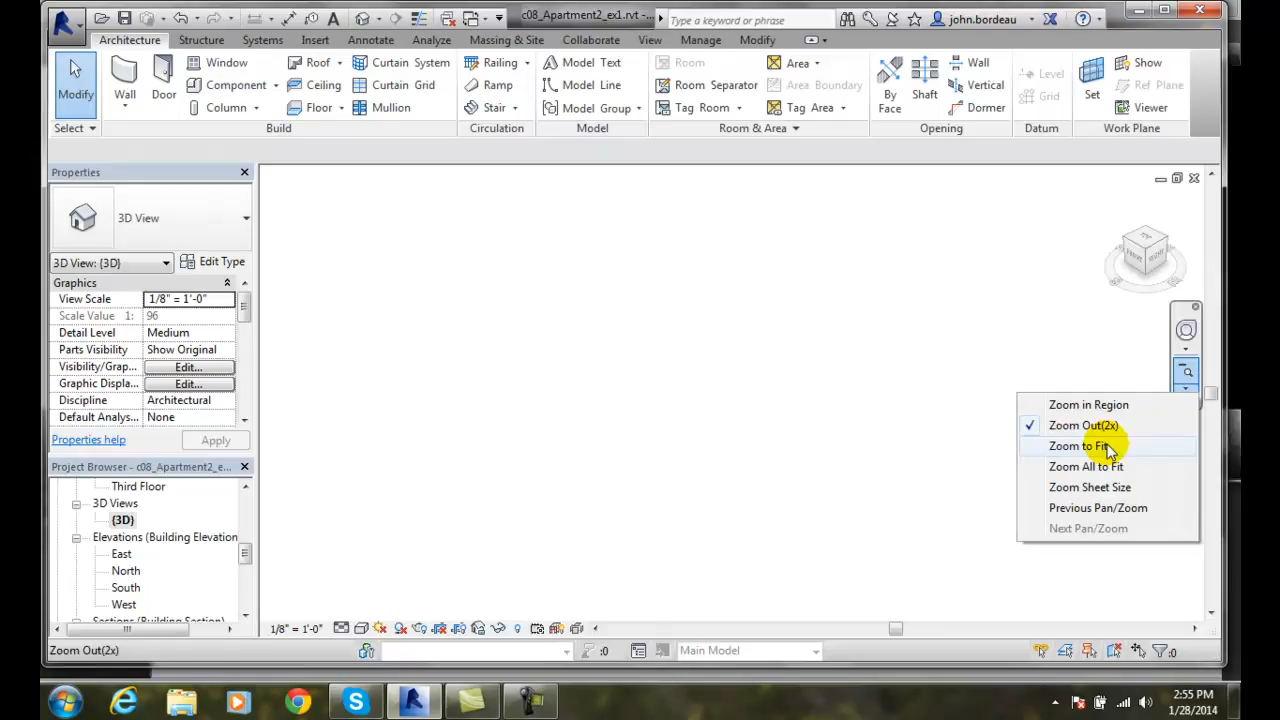 c08_Apartment2_ex1.rvt -...
Type a keyword or phrase
john.bordeau
Architecture Structure Systems Insert Annotate Analyze Massing & Site Collaborate View Manage Modify
Modify
Wall
Door
Window
Component
Column
Roof
Ceiling
Floor
Curtain System
Curtain Grid
Mullion
Railing
Ramp
Stair
Model Text
Model Line
Model Group
Room
Room Separator
Tag Room
Area
Area Boundary
Tag Area
By
Face
Shaft
Wall
Vertical
Dormer
Level
Grid
Set
Show
Ref Plane
Viewer
Select Build Circulation Model Room & Area Opening Datum Work Plane
Properties
3D View
3D View: {3D} Edit Type
Graphics
View Scale 1/8" = 1'-0"
Scale Value 1: 96
Detail Level Medium
Parts Visibility Show Original
Visibility/Grap... Edit...
Graphic Displa... Edit...
Discipline Architectural
Default Analys... None
Properties help Apply
Project Browser - c08_Apartment2_e...
Third Floor
3D Views
{3D}
Elevations (Building Elevation
East
North
South
West
Sections (Building Section)
TOP
FRONT
RIGHT
Zoom in Region
Zoom Out(2x)
Zoom to Fit
Zoom All to Fit
Zoom Sheet Size
Previous Pan/Zoom
Next Pan/Zoom
1/8" = 1'-0"
Zoom Out(2x) :0 Main Model :0
2:55 PM
1/28/2014